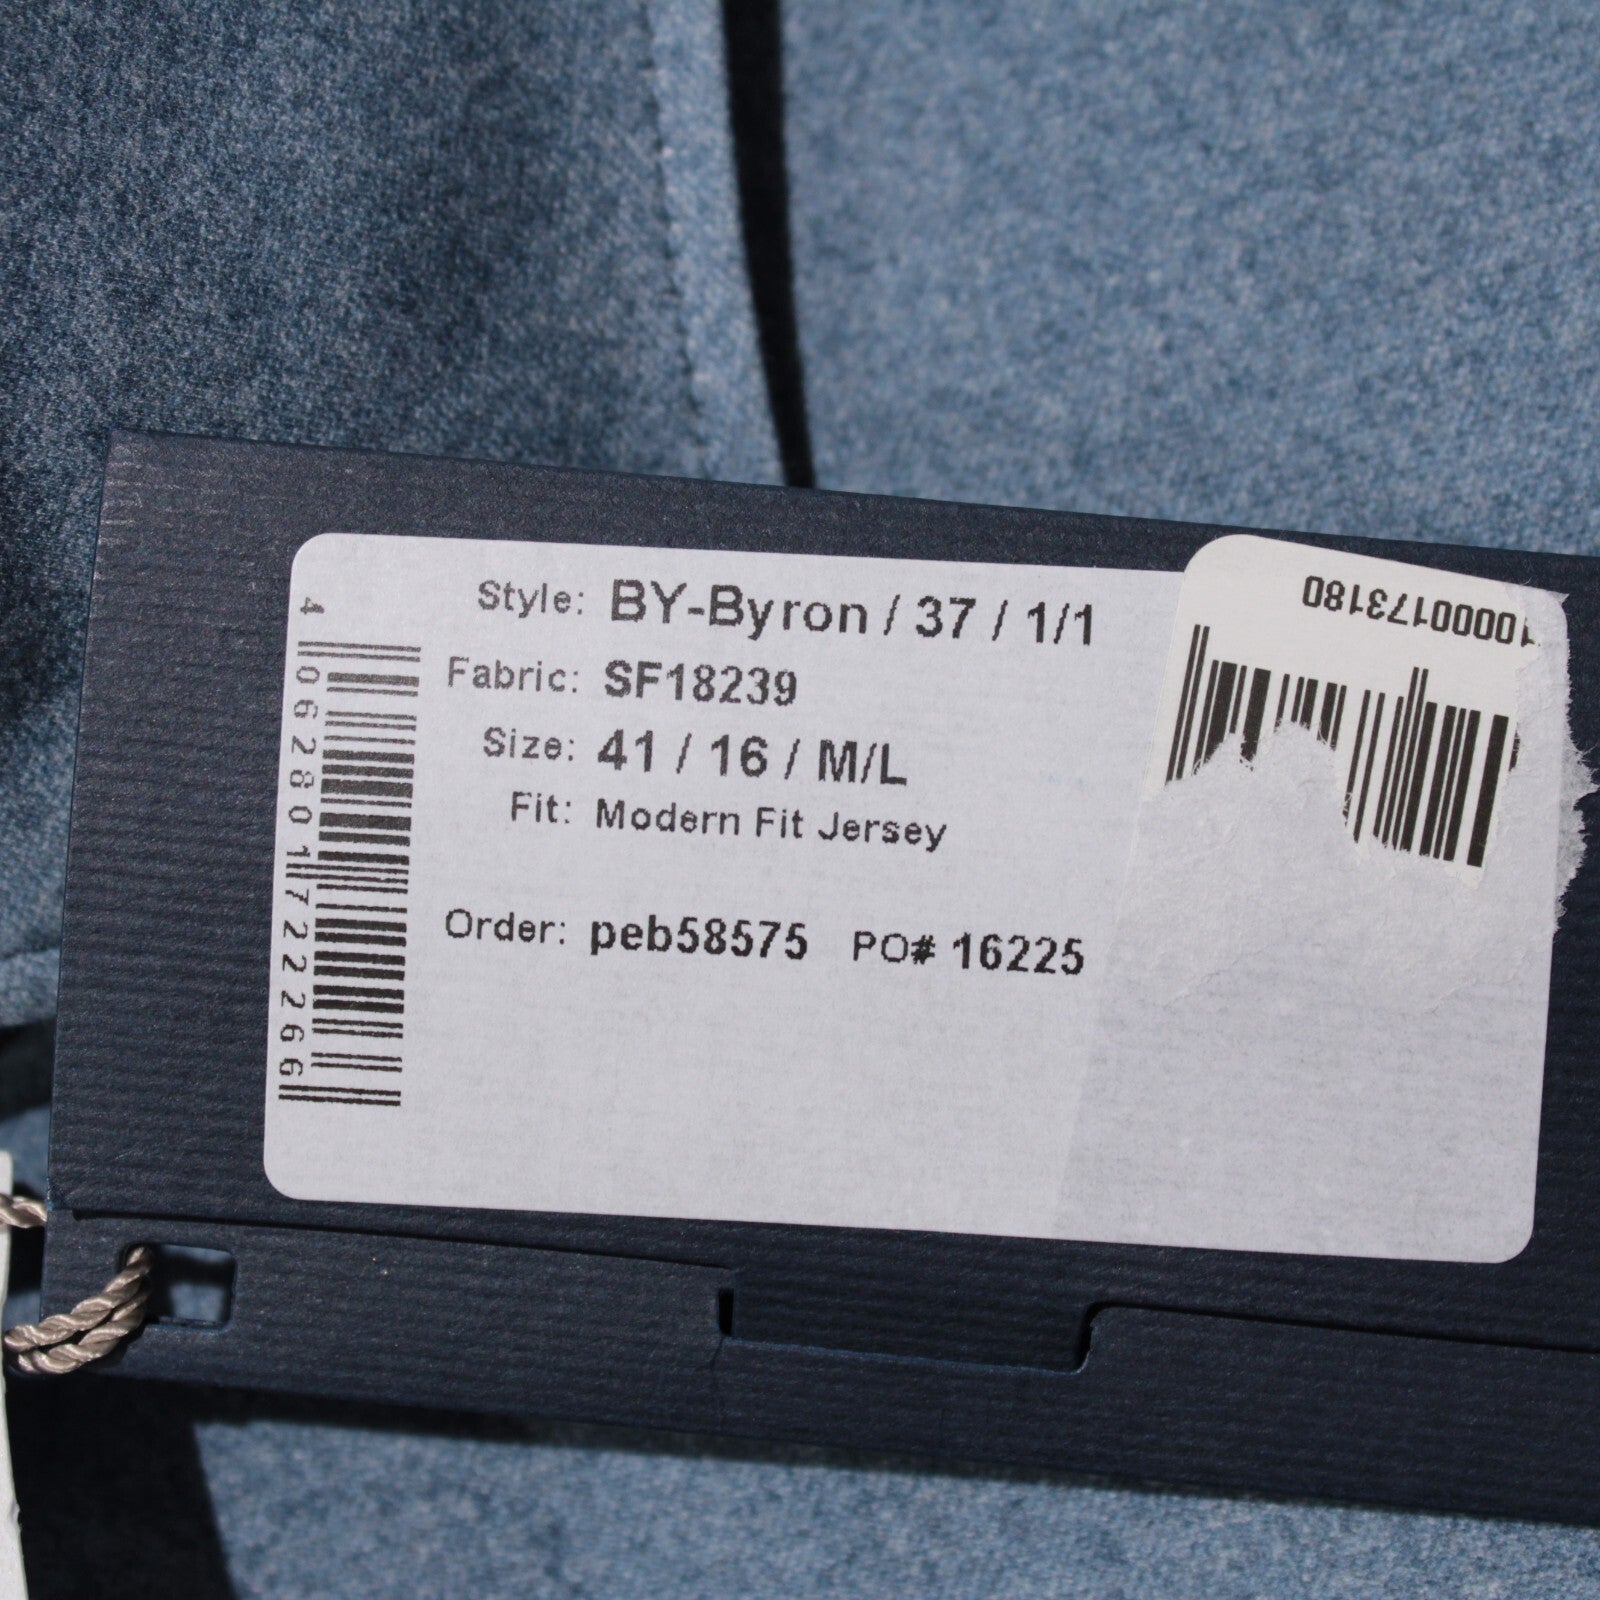 Style: BY-Byron / 37 / 1/1
Fabric: SF18239
Size: 41 / 16 / M/L
Fit: Modern Fit Jersey
Order: peb58575 PO# 16225
4 062801 722266
1000173180